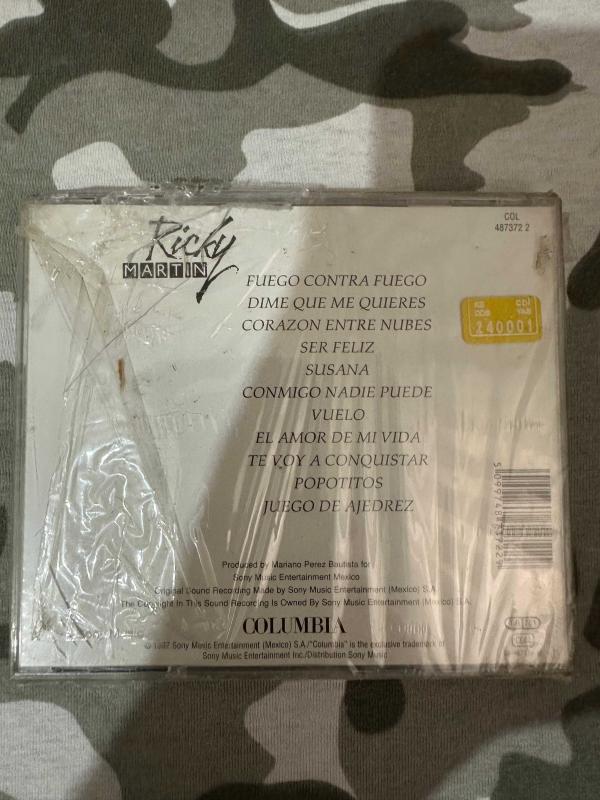 Ricky
MARTIN
COL
487372 2
FUEGO CONTRA FUEGO
DIME QUE ME QUIERES
CORAZON ENTRE NUBES
SER FELIZ
SUSANA
CONMIGO NADIE PUEDE
VUELO
EL AMOR DE MI VIDA
TE VOY A CONQUISTAR
POPOTITOS
JUEGO DE AJEDREZ
240001
Produced by Mariano Perez Bautista for
Sony Music Entertainment Mexico
Original Sound Recording Made by Sony Music Entertainment (Mexico) S.A.
The Copyright In This Sound Recording Is Owned By Sony Music Entertainment (Mexico) S.A.
COLUMBIA
Sony Music Entertainment (Mexico) S.A./"Columbia" is the exclusive trademark of
Sony Music Entertainment Inc./Distribution Sony Music